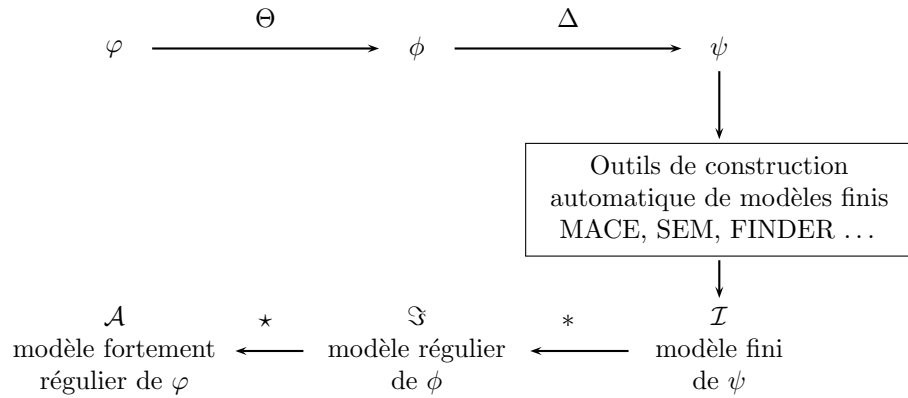 Θ Δ
φ ϕ ψ
Outils de construction
automatique de modèles finis
MACE, SEM, FINDER ...
𝒜 ⋆ ℑ * ℐ
modèle fortement modèle régulier modèle fini
régulier de φ de ϕ de ψ